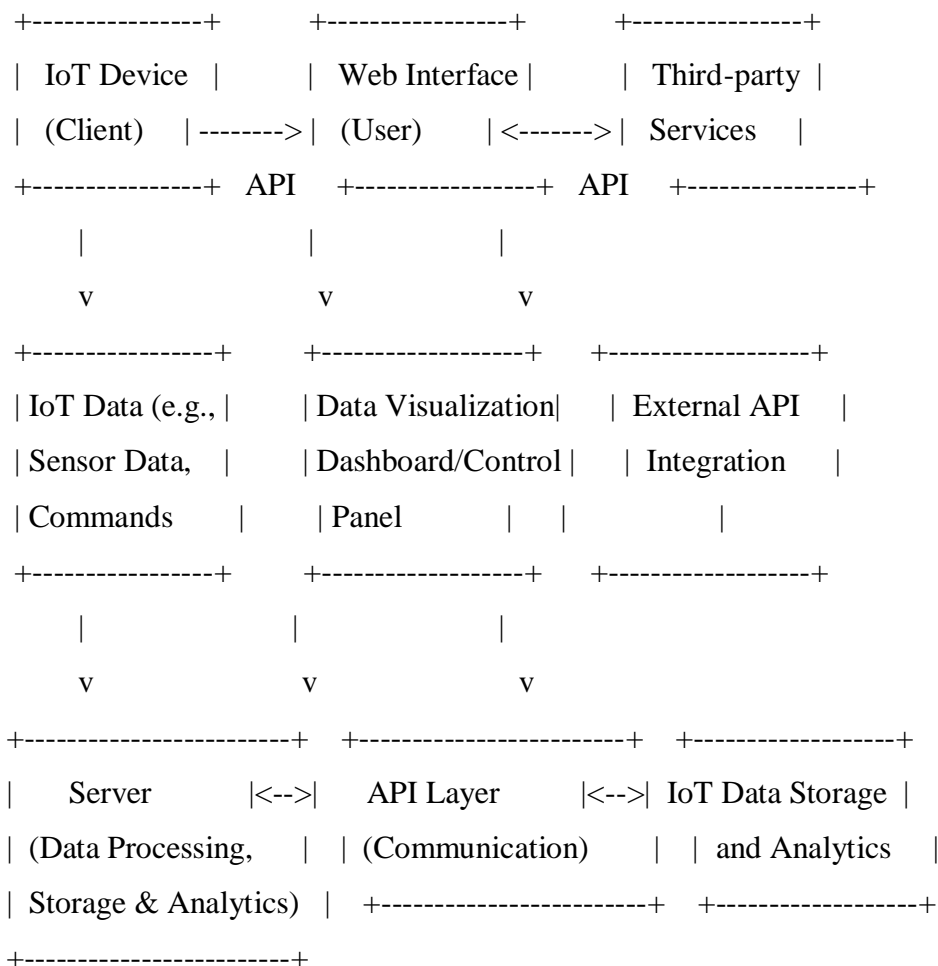 +----------------+ +-----------------+ +----------------+
| IoT Device | | Web Interface | | Third-party |
| (Client) | --------> | (User) | <-------> | Services |
+----------------+ API +-----------------+ API +----------------+
| | |
v v v
+-----------------+ +-------------------+ +-------------------+
| IoT Data (e.g., | | Data Visualization| | External API |
| Sensor Data, | | Dashboard/Control | | Integration |
| Commands | | Panel | | |
+-----------------+ +-------------------+ +-------------------+
| | |
v v v
+-------------------------+ +-------------------------+ +-------------------+
| Server |<-->| API Layer |<-->| IoT Data Storage |
| (Data Processing, | | (Communication) | | and Analytics |
| Storage & Analytics) | +-------------------------+ +-------------------+
+-------------------------+